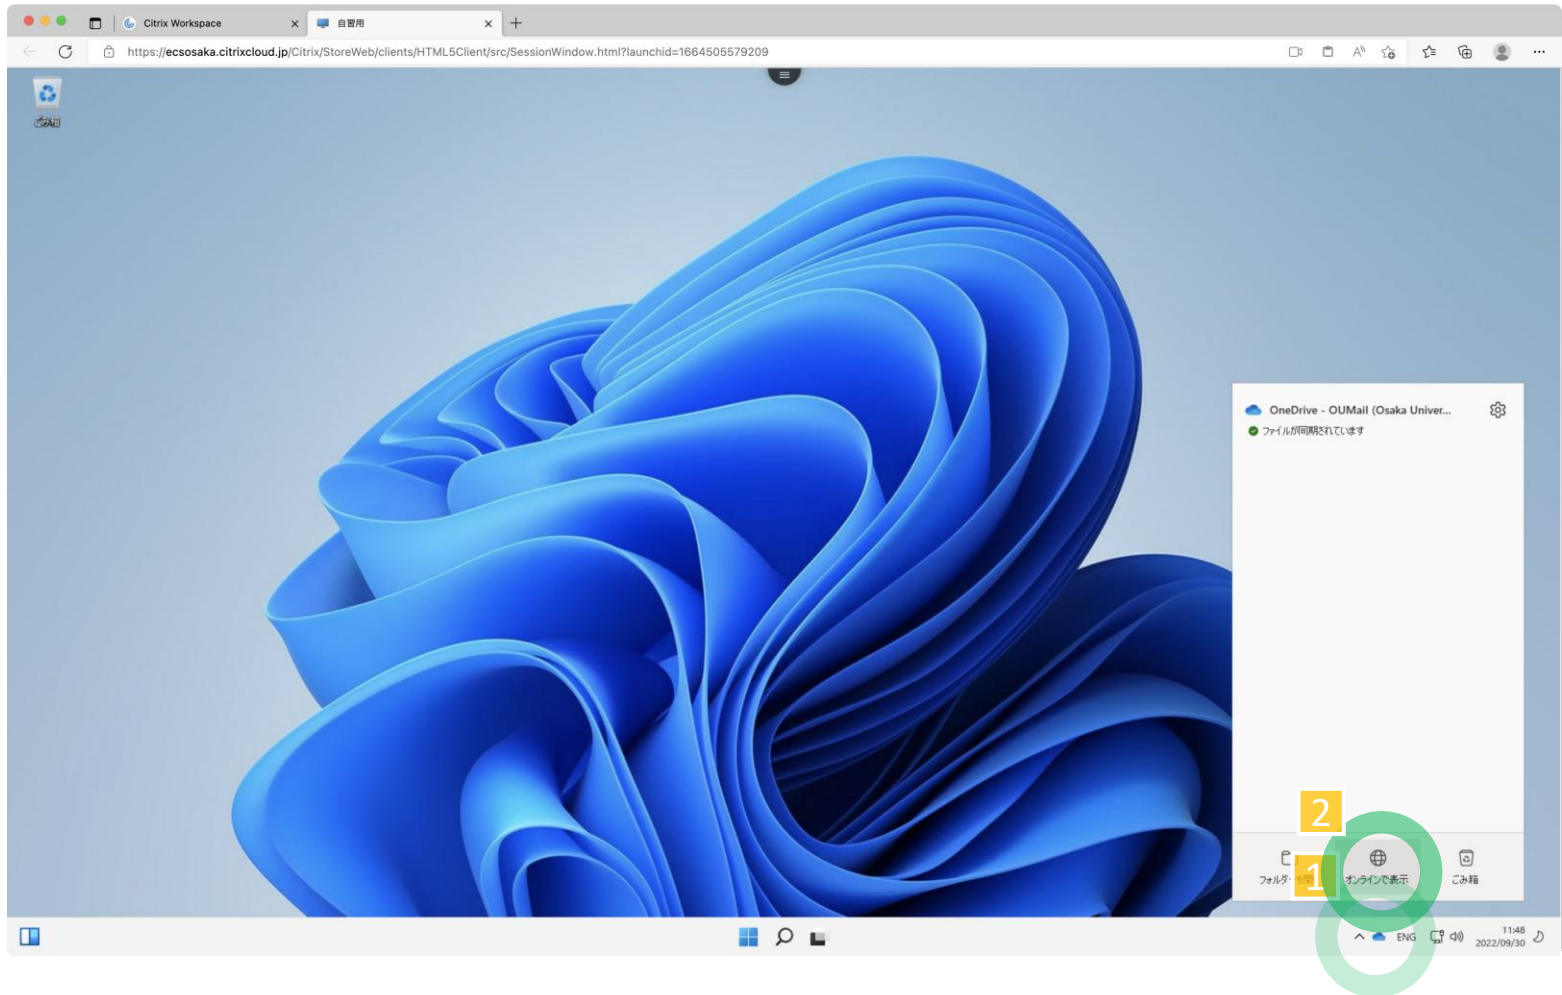 Citrix Workspace
自習用
https://ecsosaka.citrixcloud.jp/Citrix/StoreWeb/clients/HTML5Client/src/SessionWindow.html?launchid=1664505579209
ごみ箱
OneDrive - OUMail (Osaka Univer...
ファイルが同期されています
2
1
フォルダー
オンラインで表示
ごみ箱
ENG
11:48
2022/09/30